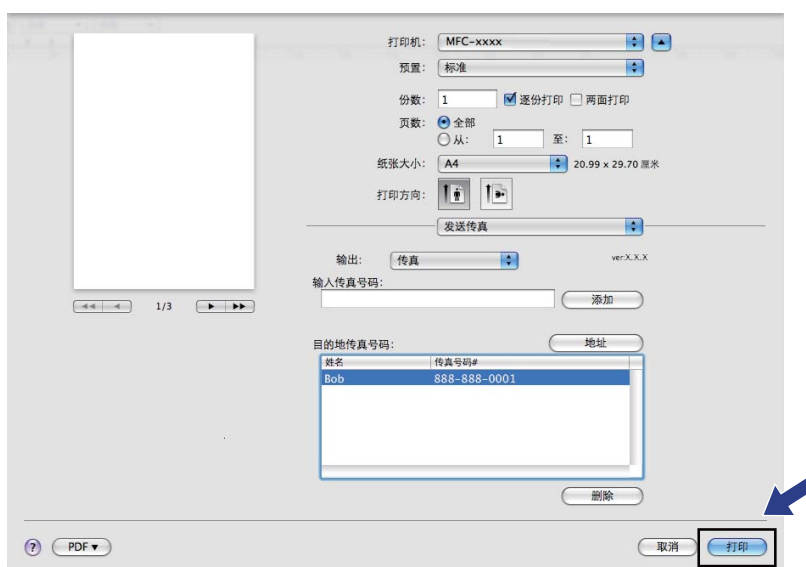 打印机: MFC-xxxx
预置: 标准
份数: 1 逐份打印 两面打印
页数: 全部
从: 1 至: 1
纸张大小: A4 20.99 x 29.70 厘米
打印方向:
发送传真
输出: 传真 ver:X.X.X
输入传真号码:
添加
1/3
目的地传真号码: 地址
姓名 传真号码#
Bob 888-888-0001
删除
? PDF▼ 取消 打印